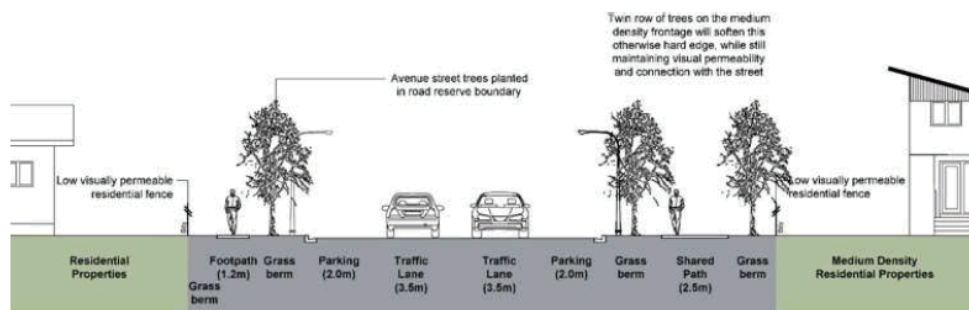 Twin row of trees on the medium
density frontage will soften this
otherwise hard edge, while still
maintaining visual permeability
and connection with the street
Avenue street trees planted
in road reserve boundary
Low visually permeable
residential fence
Low visually permeable
residential fence
Residential
Properties
Grass
berm
Footpath
(1.2m)
Grass
berm
Parking
(2.0m)
Traffic
Lane
(3.5m)
Traffic
Lane
(3.5m)
Parking
(2.0m)
Grass
berm
Shared
Path
(2.5m)
Grass
berm
Medium Density
Residential Properties